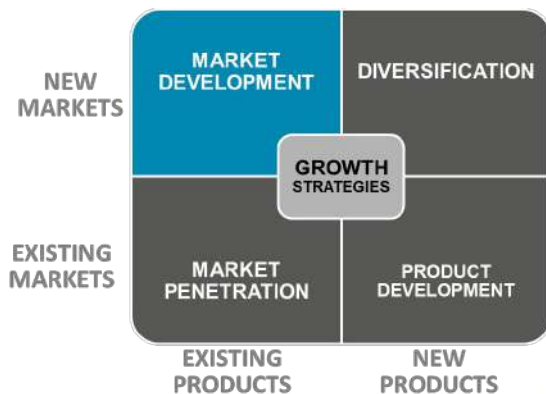 MARKET
DEVELOPMENT
DIVERSIFICATION
NEW
MARKETS
GROWTH
STRATEGIES
EXISTING
MARKETS
MARKET
PENETRATION
PRODUCT
DEVELOPMENT
EXISTING
PRODUCTS
NEW
PRODUCTS